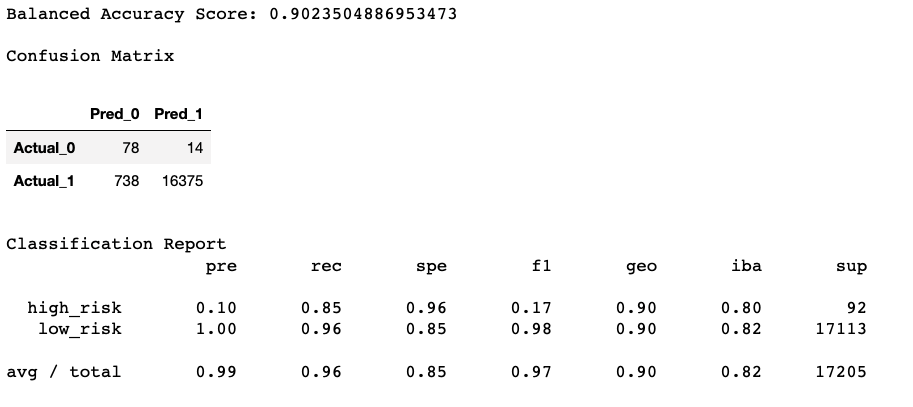 Balanced Accuracy Score: 0.9023504886953473
Confusion Matrix
Pred_0 Pred_1
Actual_0 78 14
Actual_1 738 16375
Classification Report
pre rec spe f1 geo iba sup
high_risk 0.10 0.85 0.96 0.17 0.90 0.80 92
low_risk 1.00 0.96 0.85 0.98 0.90 0.82 17113
avg / total 0.99 0.96 0.85 0.97 0.90 0.82 17205